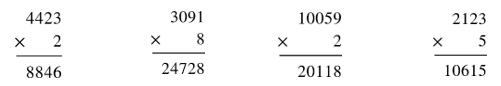 4423 3091 10059 2123
× 2 × 8 × 2 × 5
8846 24728 20118 10615